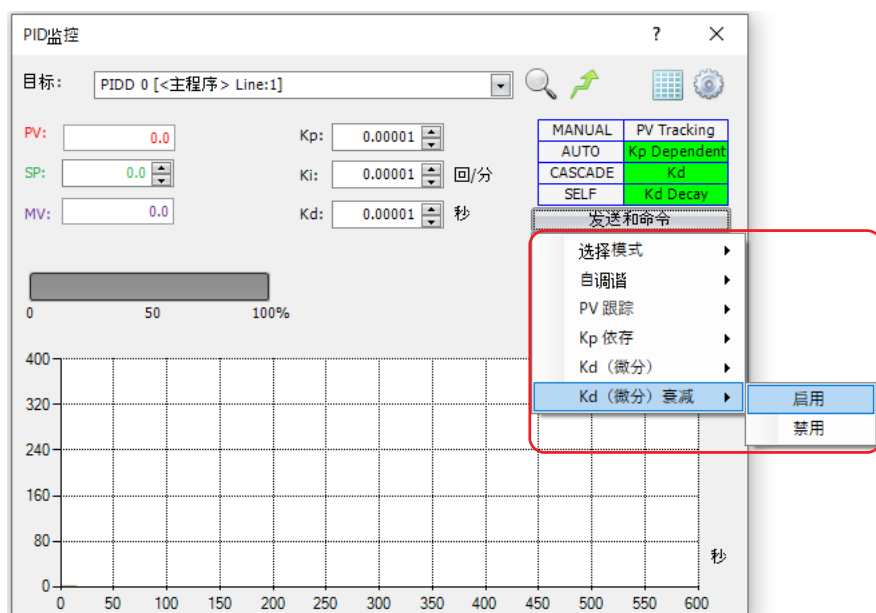 PID监控 ?
目标: PIDD 0 [<主程序> Line:1]
PV: 0.0 Kp: 0.00001 MANUAL PV Tracking
AUTO Kp Dependent
SP: 0.0 Ki: 0.00001 回/分 CASCADE Kd
SELF Kd Decay
MV: 0.0 Kd: 0.00001 秒 发送和命令
选择模式
自调谐
PV 跟踪
Kp 依存
Kd（微分）
Kd（微分）衰减 启用
禁用
0 50 100%
400
320
240
160
80
0
秒
0 50 100 150 200 250 300 350 400 450 500 550 600